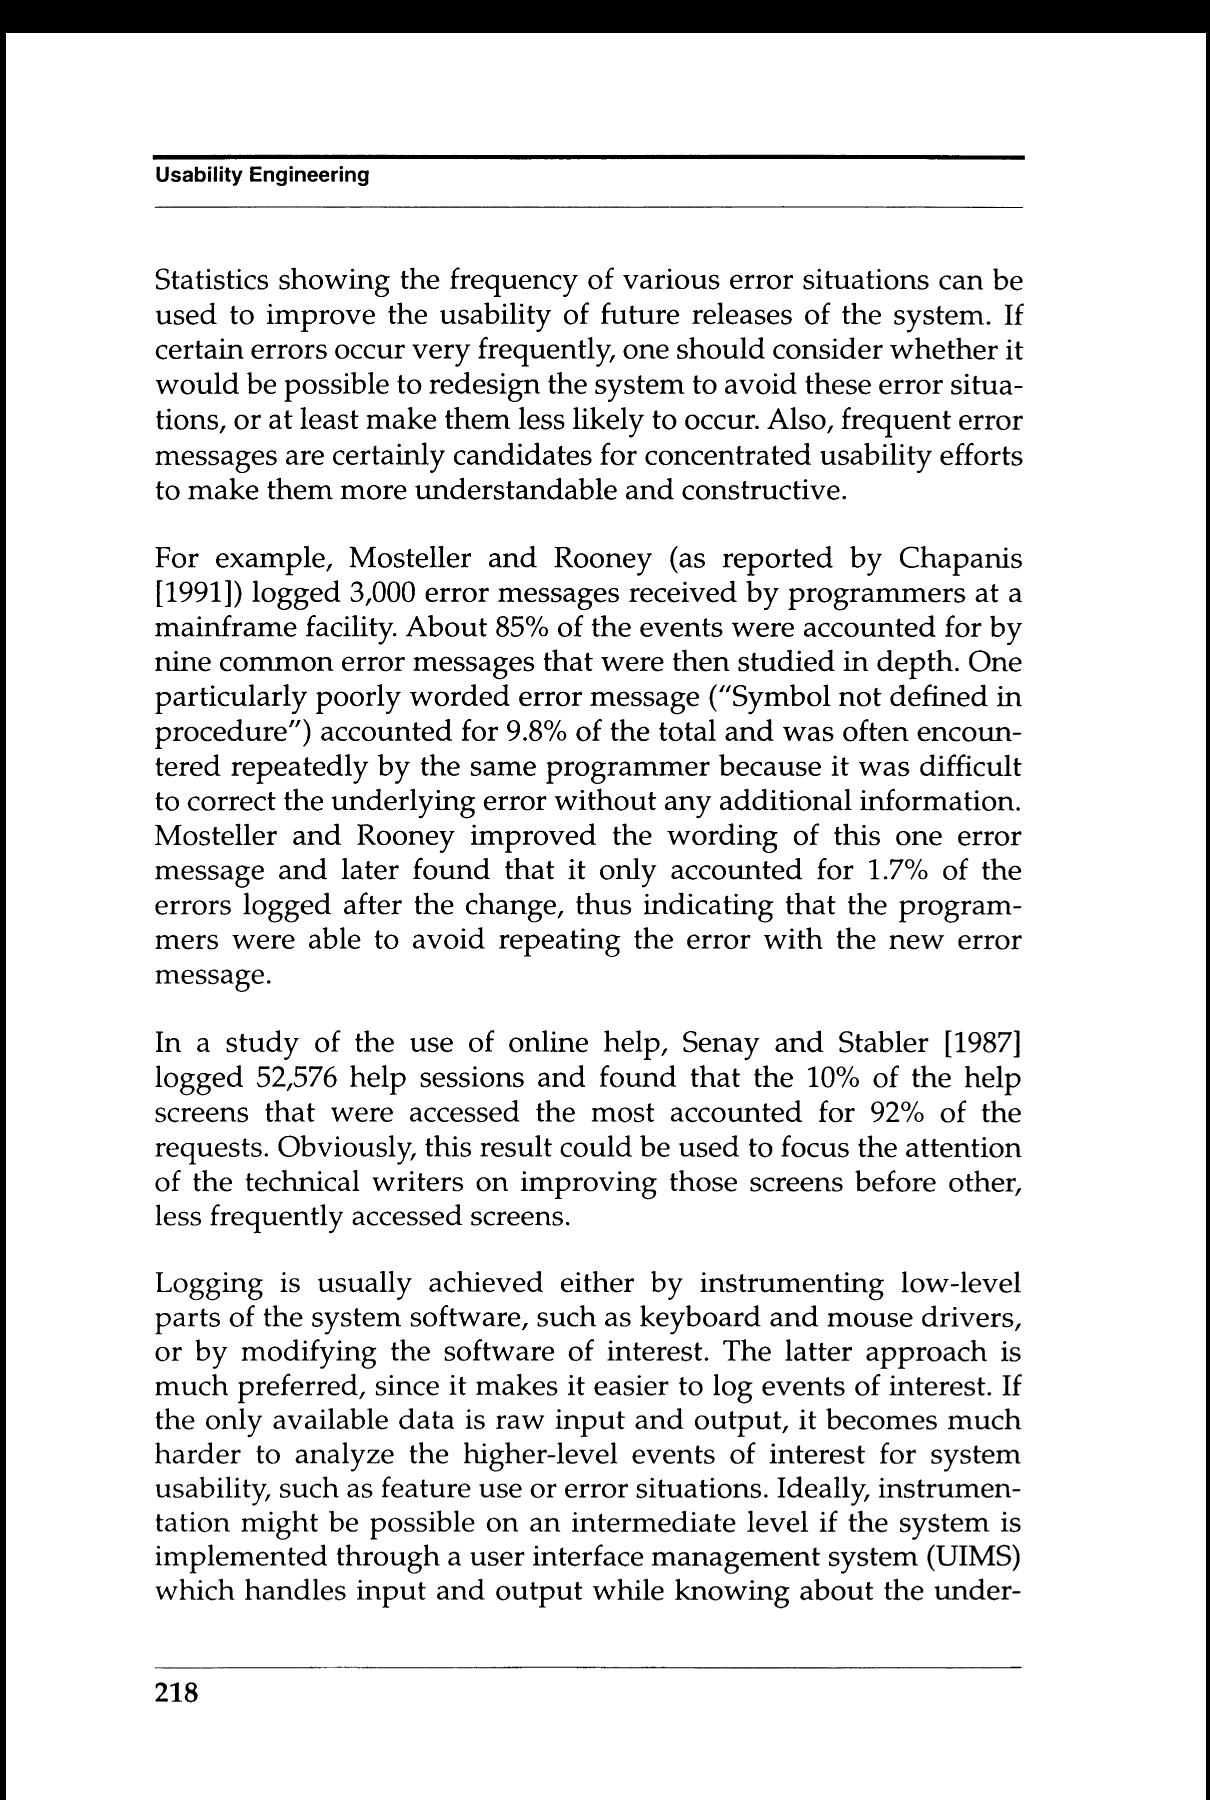 Usability Engineering
Statistics showing the frequency of various error situations can be
used to improve the usability of future releases of the system. If
certain errors occur very frequently, one should consider whether it
would be possible to redesign the system to avoid these error situa-
tions, or at least make them less likely to occur. Also, frequent error
messages are certainly candidates for concentrated usability efforts
to make them more understandable and constructive.
For example, Mosteller and Rooney (as reported by Chapanis
[1991]) logged 3,000 error messages received by programmers at a
mainframe facility. About 85% of the events were accounted for by
nine common error messages that were then studied in depth. One
particularly poorly worded error message ("Symbol not defined in
procedure") accounted for 9.8% of the total and was often encoun-
tered repeatedly by the same programmer because it was difficult
to correct the underlying error without any additional information.
Mosteller and Rooney improved the wording of this one error
message and later found that it only accounted for 1.7% of the
errors logged after the change, thus indicating that the program-
mers were able to avoid repeating the error with the new error
message.
In a study of the use of online help, Senay and Stabler [1987]
logged 52,576 help sessions and found that the 10% of the help
screens that were accessed the most accounted for 92% of the
requests. Obviously, this result could be used to focus the attention
of the technical writers on improving those screens before other,
less frequently accessed screens.
Logging is usually achieved either by instrumenting low-level
parts of the system software, such as keyboard and mouse drivers,
or by modifying the software of interest. The latter approach is
much preferred, since it makes it easier to log events of interest. If
the only available data is raw input and output, it becomes much
harder to analyze the higher-level events of interest for system
usability, such as feature use or error situations. Ideally, instrumen-
tation might be possible on an intermediate level if the system is
implemented through a user interface management system (UIMS)
which handles input and output while knowing about the under-
218